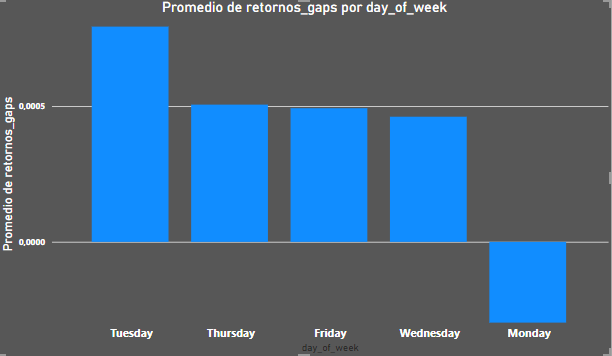 Promedio de retornos_gaps por day_of_week
Promedio de retornos_gaps
0,0005
0,0000
Tuesday
Thursday
Friday
Wednesday
Monday
day_of_week